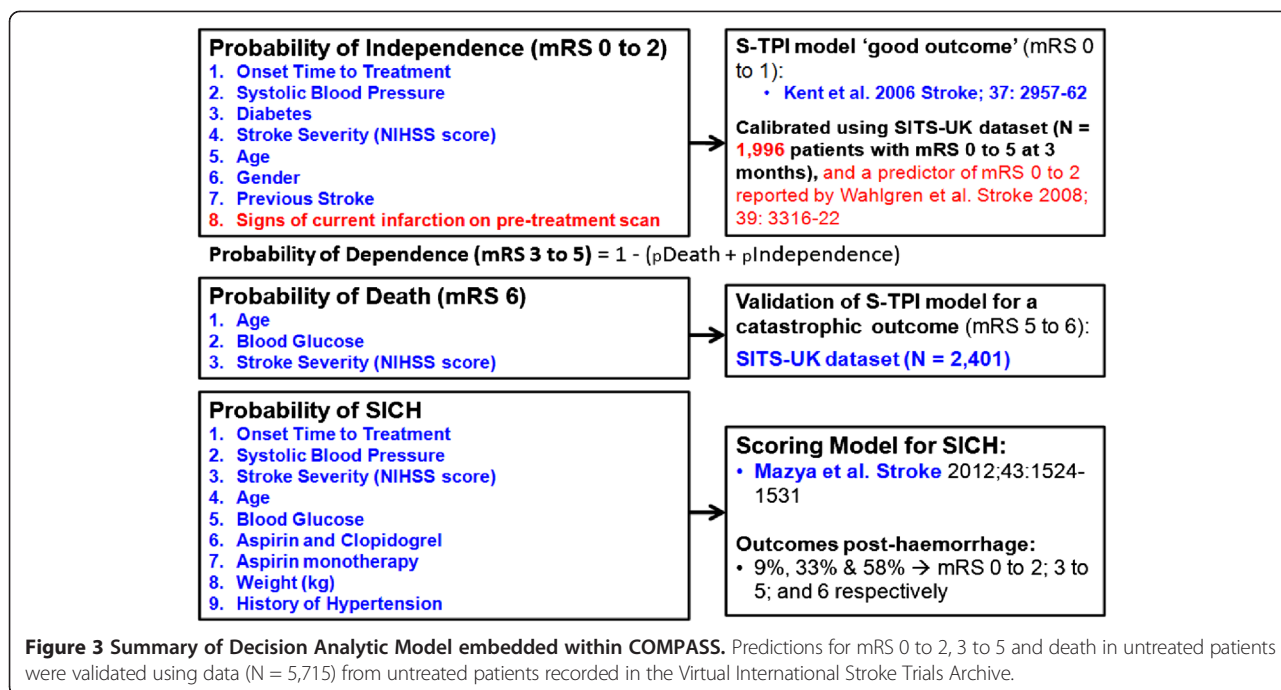 Probability of Independence (mRS 0 to 2)
1. Onset Time to Treatment
2. Systolic Blood Pressure
3. Diabetes
4. Stroke Severity (NIHSS score)
5. Age
6. Gender
7. Previous Stroke
8. Signs of current infarction on pre-treatment scan
S-TPI model ‘good outcome’ (mRS 0
to 1):
• Kent et al. 2006 Stroke; 37: 2957-62
Calibrated using SITS-UK dataset (N =
1,996 patients with mRS 0 to 5 at 3
months), and a predictor of mRS 0 to 2
reported by Wahlgren et al. Stroke 2008;
39: 3316-22
Probability of Dependence (mRS 3 to 5) = 1 - (pDeath + pIndependence)
Probability of Death (mRS 6)
1. Age
2. Blood Glucose
3. Stroke Severity (NIHSS score)
Validation of S-TPI model for a
catastrophic outcome (mRS 5 to 6):
SITS-UK dataset (N = 2,401)
Probability of SICH
1. Onset Time to Treatment
2. Systolic Blood Pressure
3. Stroke Severity (NIHSS score)
4. Age
5. Blood Glucose
6. Aspirin and Clopidogrel
7. Aspirin monotherapy
8. Weight (kg)
9. History of Hypertension
Scoring Model for SICH:
• Mazya et al. Stroke 2012;43:1524-
1531
Outcomes post-haemorrhage:
• 9%, 33% & 58% → mRS 0 to 2; 3 to
5; and 6 respectively
Figure 3 Summary of Decision Analytic Model embedded within COMPASS. Predictions for mRS 0 to 2, 3 to 5 and death in untreated patients
were validated using data (N = 5,715) from untreated patients recorded in the Virtual International Stroke Trials Archive.